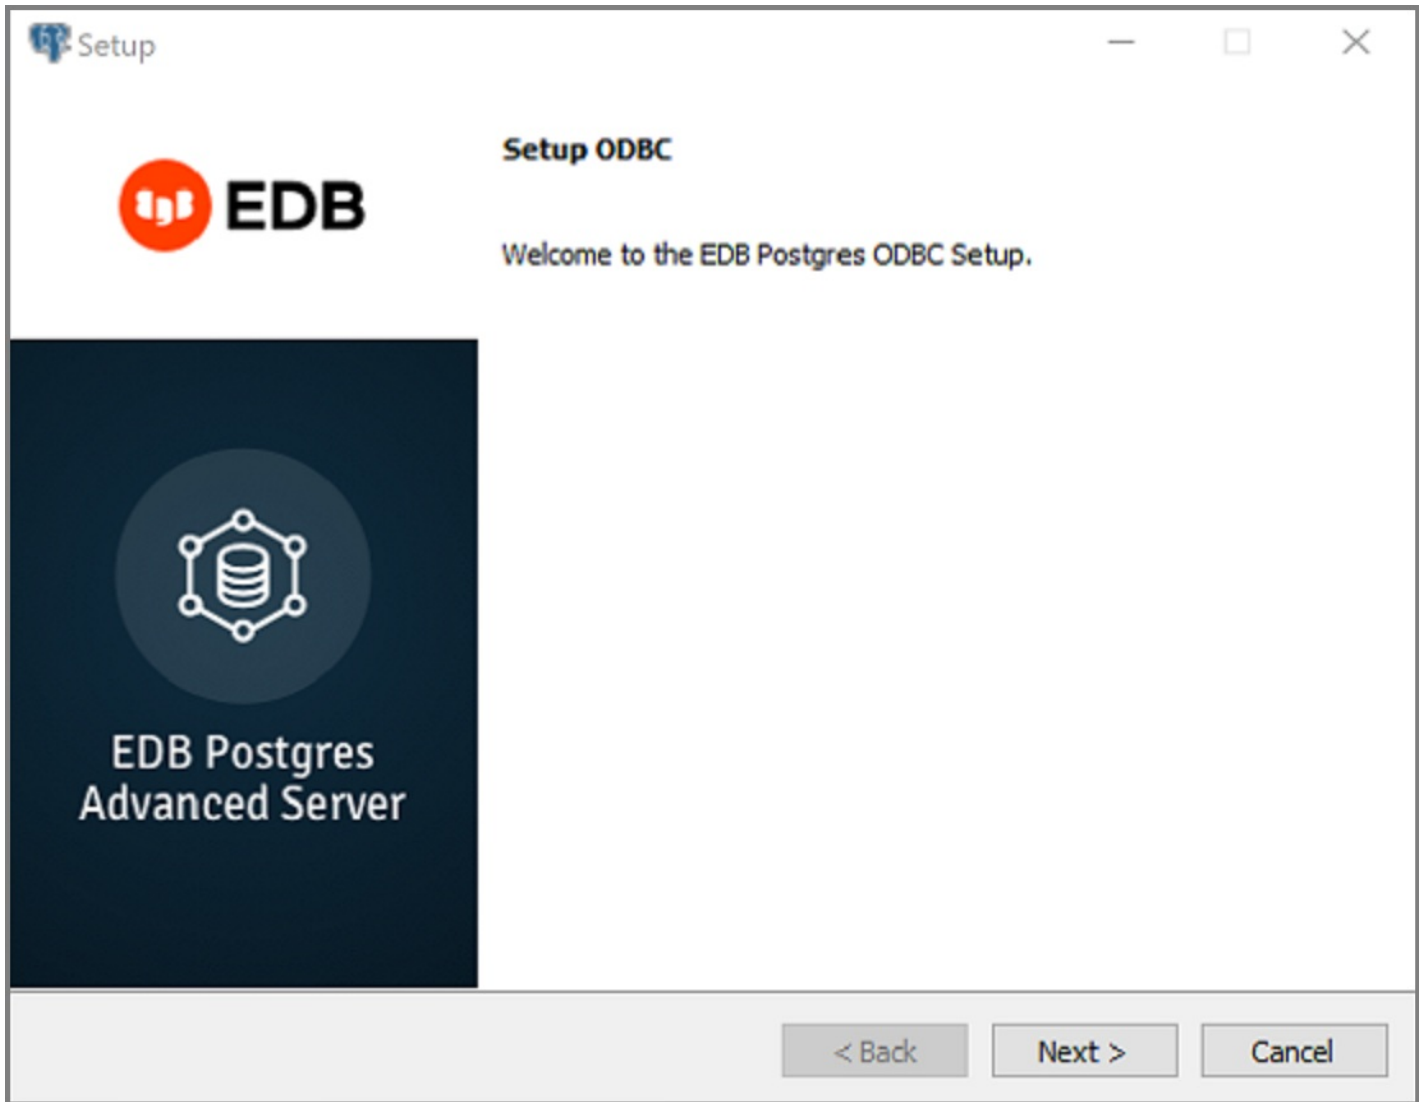 Setup
EDB
Setup ODBC
Welcome to the EDB Postgres ODBC Setup.
EDB Postgres
Advanced Server
< Back
Next >
Cancel